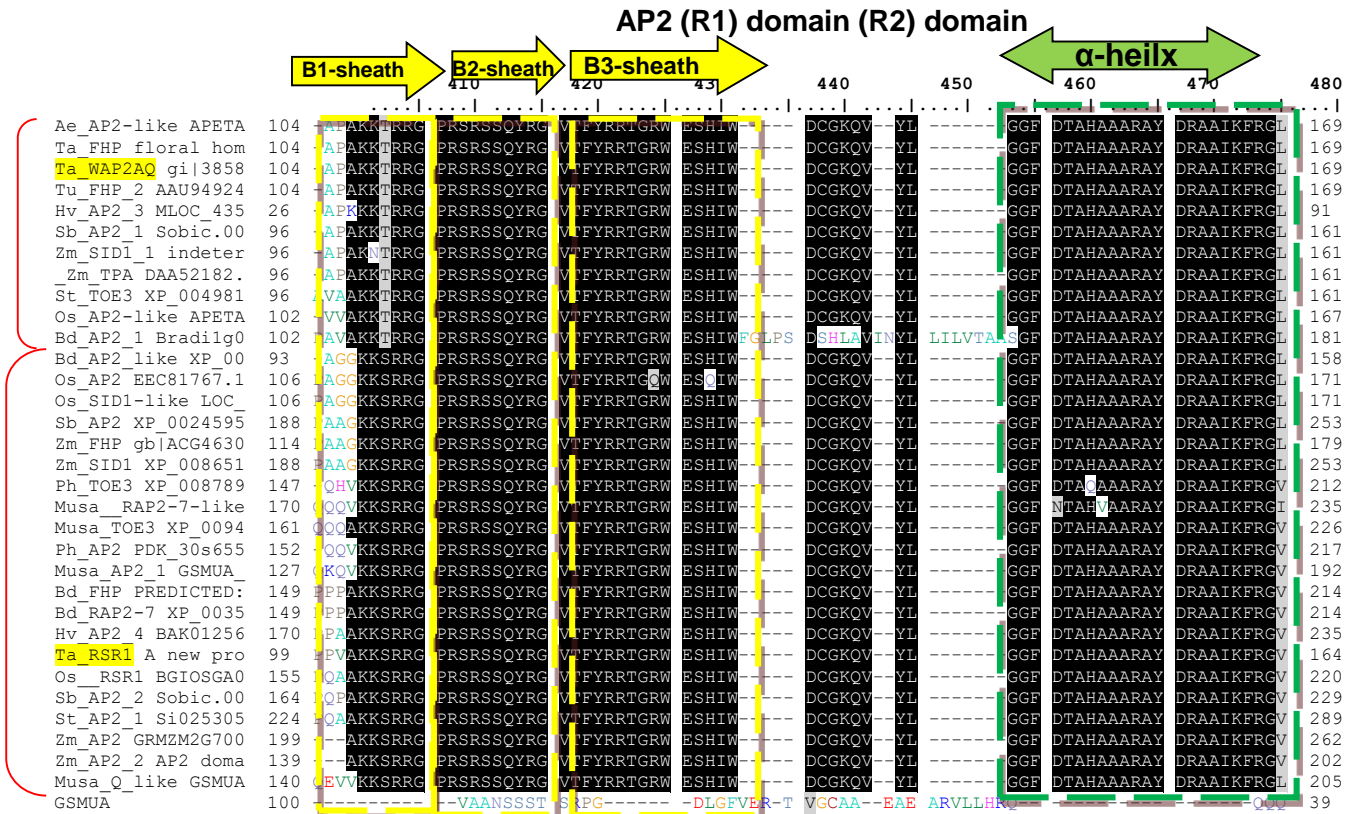 AP2 (R1) domain (R2) domain
B1-sheath B2-sheath B3-sheath α-heilx
410 420 43 440 450 460 470 480
Ae_AP2-like APETA 104 APAKKTRRG PRSRSSQYRG VTFYRRTGRW ESHIW----- DCGKQV--YL ------GGF DTAHAAARAY DRAAIKFRGL 169
Ta_FHP floral hom 104 APAKKTRRG PRSRSSQYRG VTFYRRTGRW ESHIW----- DCGKQV--YL ------GGF DTAHAAARAY DRAAIKFRGL 169
Ta_WAP2AQ gi|3858 104 APAKKTRRG PRSRSSQYRG VTFYRRTGRW ESHIW----- DCGKQV--YL ------GGF DTAHAAARAY DRAAIKFRGL 169
Tu_FHP_2 AAU94924 104 APAKKTRRG PRSRSSQYRG VTFYRRTGRW ESHIW----- DCGKQV--YL ------GGF DTAHAAARAY DRAAIKFRGL 169
Hv_AP2_3 MLOC_435 26 APKKKTRRG PRSRSSQYRG VTFYRRTGRW ESHIW----- DCGKQV--YL ------GGF DTAHAAARAY DRAAIKFRGL 91
Sb_AP2_1 Sobic.00 96 APAKKTRRG PRSRSSQYRG VTFYRRTGRW ESHIW----- DCGKQV--YL ------GGF DTAHAAARAY DRAAIKFRGL 161
Zm_SID1_1 indeter 96 APAKNTRRG PRSRSSQYRG VTFYRRTGRW ESHIW----- DCGKQV--YL ------GGF DTAHAAARAY DRAAIKFRGL 161
_Zm_TPA DAA52182. 96 APAKKTRRG PRSRSSQYRG VTFYRRTGRW ESHIW----- DCGKQV--YL ------GGF DTAHAAARAY DRAAIKFRGL 161
St_TOE3 XP_004981 96 AVAAKKTRRG PRSRSSQYRG VTFYRRTGRW ESHIW----- DCGKQV--YL ------GGF DTAHAAARAY DRAAIKFRGL 161
Os_AP2-like APETA 102 VVAKKTRRG PRSRSSQYRG VTFYRRTGRW ESHIW----- DCGKQV--YL ------GGF DTAHAAARAY DRAAIKFRGL 167
Bd_AP2_1 Bradi1g0 102 AVAKKTRRG PRSRSSQYRG VTFYRRTGRW ESHIWFGLPS DSHLAVINYL LILVTAASGF DTAHAAARAY DRAAIKFRGL 181
Bd_AP2_like XP_00 93 AGGKKSRRG PRSRSSQYRG VTFYRRTGRW ESHIW----- DCGKQV--YL ------GGF DTAHAAARAY DRAAIKFRGL 158
Os_AP2 EEC81767.1 106 AGGKKSRRG PRSRSSQYRG VTFYRRTGQW ESQIW----- DCGKQV--YL ------GGF DTAHAAARAY DRAAIKFRGL 171
Os_SID1-like LOC_ 106 AGGKKSRRG PRSRSSQYRG VTFYRRTGRW ESHIW----- DCGKQV--YL ------GGF DTAHAAARAY DRAAIKFRGL 171
Sb_AP2 XP_0024595 188 AAGKKSRRG PRSRSSQYRG VTFYRRTGRW ESHIW----- DCGKQV--YL ------GGF DTAHAAARAY DRAAIKFRGL 253
Zm_FHP gb|ACG4630 114 AAGKKSRRG PRSRSSQYRG VTFYRRTGRW ESHIW----- DCGKQV--YL ------GGF DTAHAAARAY DRAAIKFRGL 179
Zm_SID1 XP_008651 188 AAGKKSRRG PRSRSSQYRG VTFYRRTGRW ESHIW----- DCGKQV--YL ------GGF DTAHAAARAY DRAAIKFRGL 253
Ph_TOE3 XP_008789 147 QHVKKSRRG PRSRSSQYRG VTFYRRTGRW ESHIW----- DCGKQV--YL ------GGF DTAQAAARAY DRAAIKFRGV 212
Musa__RAP2-7-like 170 QQVKKSRRG PRSRSSQYRG VTFYRRTGRW ESHIW----- DCGKQV--YL ------GGF NTAHVAARAY DRAAIKFRGI 235
Musa_TOE3 XP_0094 161 QQAKKSRRG PRSRSSQYRG VTFYRRTGRW ESHIW----- DCGKQV--YL ------GGF DTAHAAARAY DRAAIKFRGV 226
Ph_AP2 PDK_30s655 152 QQVKKSRRG PRSRSSQYRG VTFYRRTGRW ESHIW----- DCGKQV--YL ------GGF DTAHAAARAY DRAAIKFRGV 217
Musa_AP2_1 GSMUA_ 127 KQVKKSRRG PRSRSSQYRG VTFYRRTGRW ESHIW----- DCGKQV--YL ------GGF DTAHAAARAY DRAAIKFRGV 192
Bd_FHP PREDICTED: 149 PPAKKSRRG PRSRSSQYRG VTFYRRTGRW ESHIW----- DCGKQV--YL ------GGF DTAHAAARAY DRAAIKFRGV 214
Bd_RAP2-7 XP_0035 149 PPAKKSRRG PRSRSSQYRG VTFYRRTGRW ESHIW----- DCGKQV--YL ------GGF DTAHAAARAY DRAAIKFRGV 214
Hv_AP2_4 BAK01256 170 PAAKKSRRG PRSRSSQYRG VTFYRRTGRW ESHIW----- DCGKQV--YL ------GGF DTAHAAARAY DRAAIKFRGV 235
Ta_RSR1 A new pro 99 PVAKKSRRG PRSRSSQYRG VTFYRRTGRW ESHIW----- DCGKQV--YL ------GGF DTAHAAARAY DRAAIKFRGV 164
Os__RSR1 BGIOSGA0 155 QAAKKSRRG PRSRSSQYRG VTFYRRTGRW ESHIW----- DCGKQV--YL ------GGF DTAHAAARAY DRAAIKFRGV 220
Sb_AP2_2 Sobic.00 164 QPAKKSRRG PRSRSSQYRG VTFYRRTGRW ESHIW----- DCGKQV--YL ------GGF DTAHAAARAY DRAAIKFRGV 229
St_AP2_1 Si025305 224 QAAKKSRRG PRSRSSQYRG VTFYRRTGRW ESHIW----- DCGKQV--YL ------GGF DTAHAAARAY DRAAIKFRGV 289
Zm_AP2 GRMZM2G700 199 --AKKSRRG PRSRSSQYRG VTFYRRTGRW ESHIW----- DCGKQV--YL ------GGF DTAHAAARAY DRAAIKFRGV 262
Zm_AP2_2 AP2 doma 139 --AKKSRRG PRSRSSQYRG VTFYRRTGRW ESHIW----- DCGKQV--YL ------GGF DTAHAAARAY DRAAIKFRGV 202
Musa_Q_like GSMUA 140 EVVKKSRRG PRSRSSQYRG VTFYRRTGRW ESHIW----- DCGKQV--YL ------GGF DTAHAAARAY DRAAIKFRGL 205
GSMUA 100 --VAANSSST SRPG------ DLGFVER-T VGCAA--EAE ARVLLHRQ-- ---------- -------QQQ 39